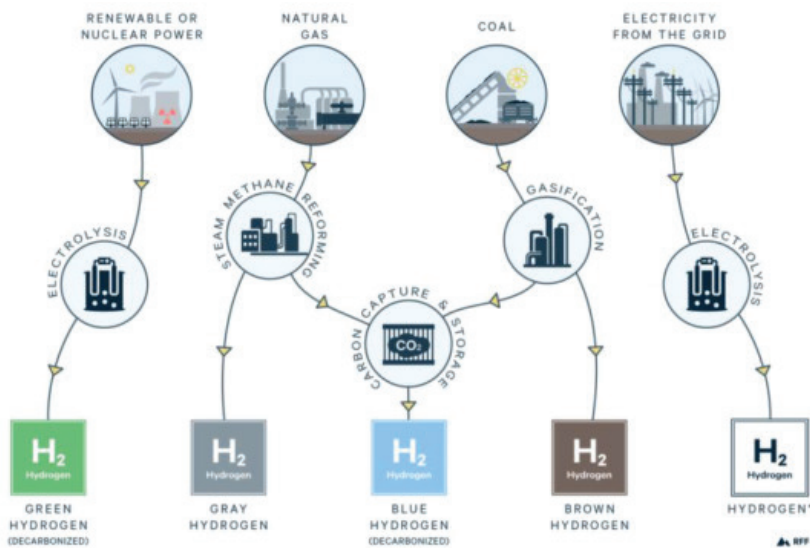 RENEWABLE OR
NUCLEAR POWER
NATURAL
GAS
COAL
ELECTRICITY
FROM THE GRID
ELECTROLYSIS
STEAM METHANE REFORMING
GASIFICATION
ELECTROLYSIS
CARBON CAPTURE & STORAGE
CO₂
H₂
Hydrogen
H₂
Hydrogen
H₂
Hydrogen
H₂
Hydrogen
H₂
Hydrogen
GREEN
HYDROGEN
(DECARBONIZED)
GRAY
HYDROGEN
BLUE
HYDROGEN
(DECARBONIZED)
BROWN
HYDROGEN
HYDROGEN*
RFF